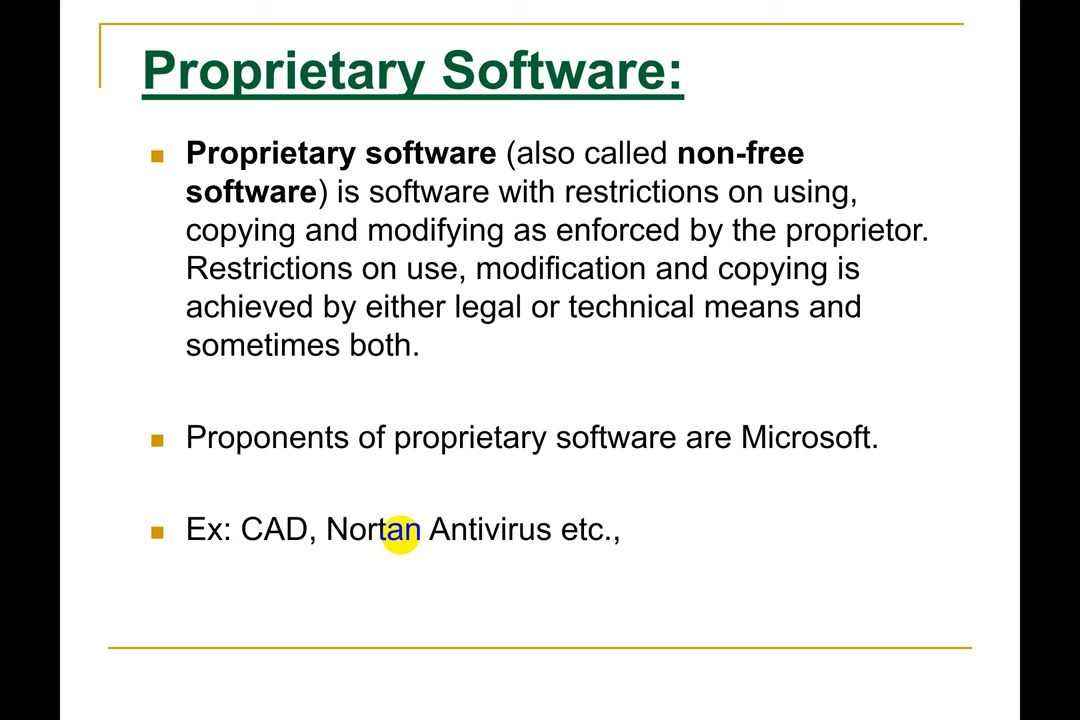 Proprietary Software:
Proprietary software (also called non-free
software) is software with restrictions on using,
copying and modifying as enforced by the proprietor.
Restrictions on use, modification and copying is
achieved by either legal or technical means and
sometimes both.
Proponents of proprietary software are Microsoft.
Ex: CAD, Nortan Antivirus etc.,